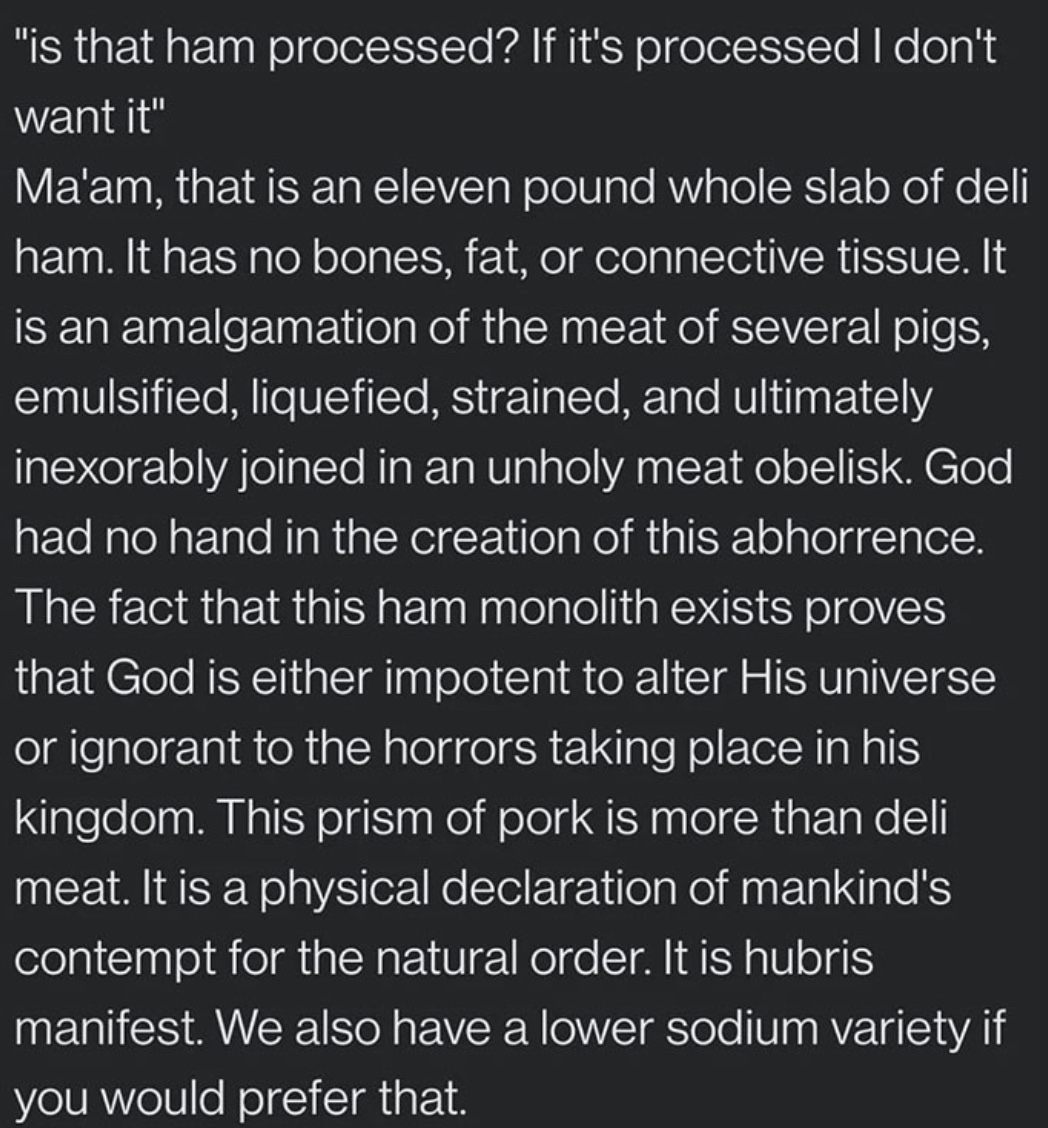 "is that ham processed? If it's processed I don't
want it"
Ma'am, that is an eleven pound whole slab of deli
ham. It has no bones, fat, or connective tissue. It
is an amalgamation of the meat of several pigs,
emulsified, liquefied, strained, and ultimately
inexorably joined in an unholy meat obelisk. God
had no hand in the creation of this abhorrence.
The fact that this ham monolith exists proves
that God is either impotent to alter His universe
or ignorant to the horrors taking place in his
kingdom. This prism of pork is more than deli
meat. It is a physical declaration of mankind's
contempt for the natural order. It is hubris
manifest. We also have a lower sodium variety if
you would prefer that.